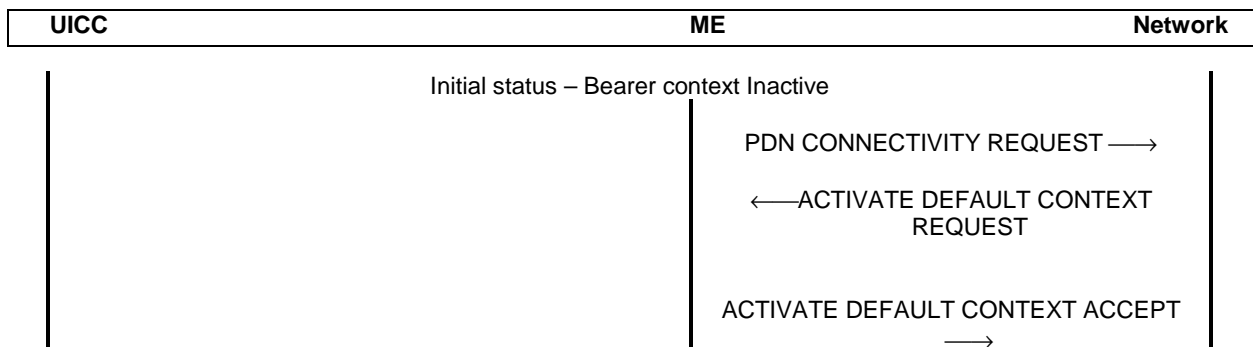 UICC ME Network
Initial status – Bearer context Inactive
PDN CONNECTIVITY REQUEST ⟶
⟵ACTIVATE DEFAULT CONTEXT
REQUEST
ACTIVATE DEFAULT CONTEXT ACCEPT
⟶